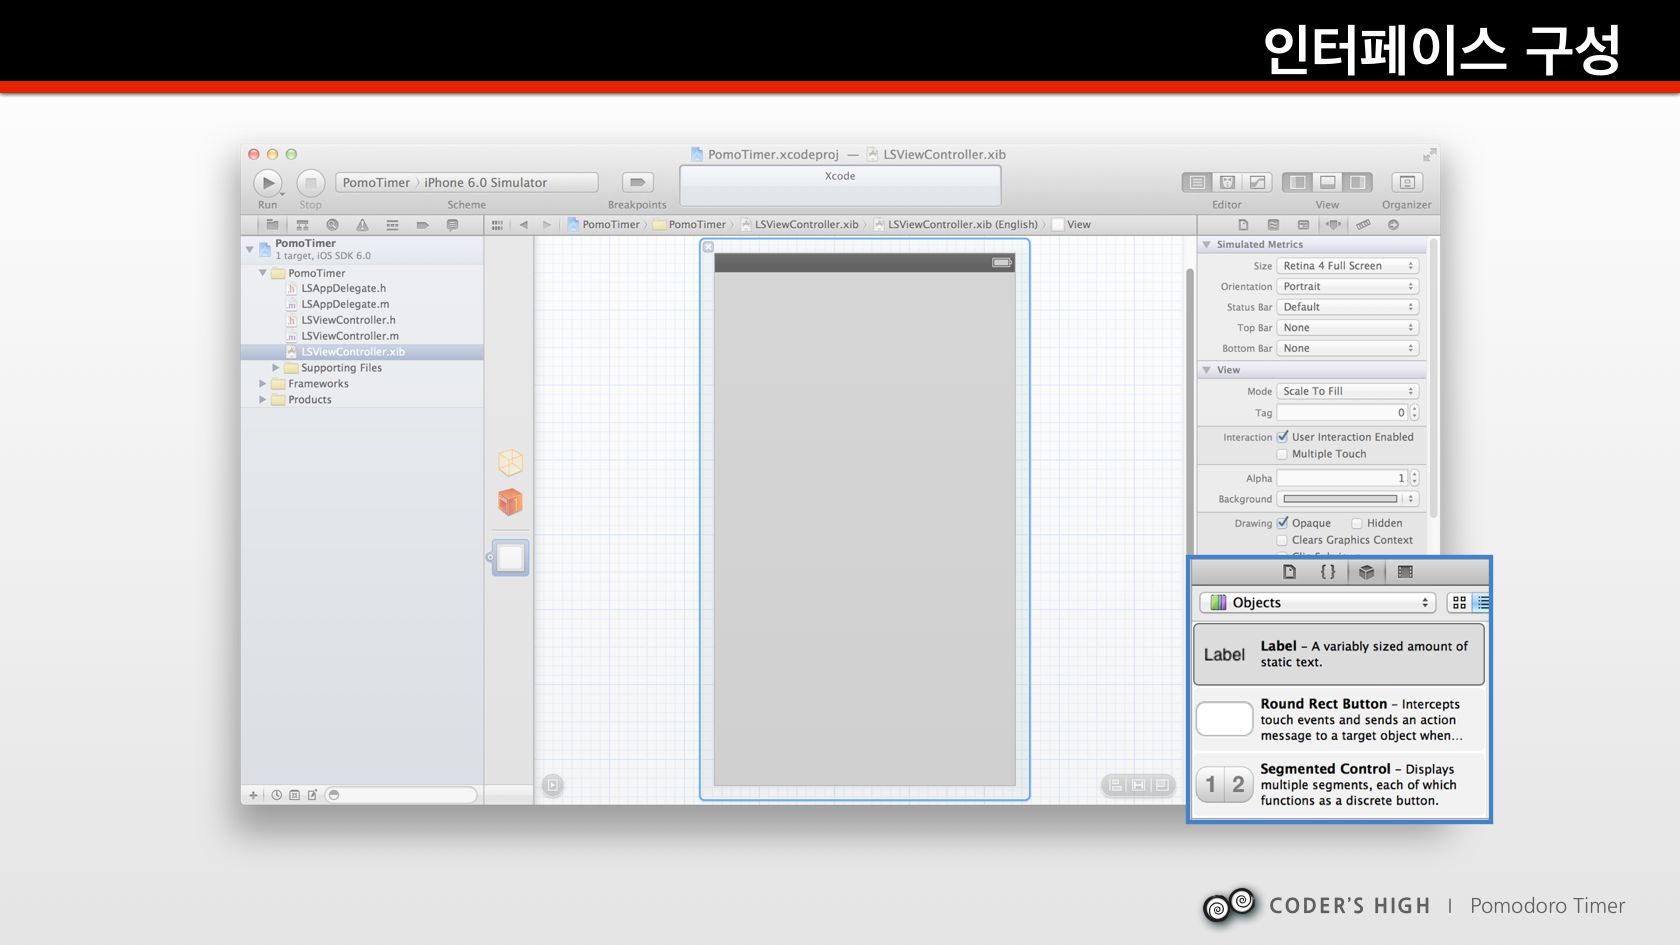 인터페이스 구성
PomoTimer.xcodeproj — LSViewController.xib
PomoTimer 〉 iPhone 6.0 Simulator
Xcode
Run Stop Scheme Breakpoints Editor View Organizer
PomoTimer 〉 PomoTimer 〉 LSViewController.xib 〉 LSViewController.xib (English) 〉 View
PomoTimer
1 target, iOS SDK 6.0
PomoTimer
LSAppDelegate.h
LSAppDelegate.m
LSViewController.h
LSViewController.m
LSViewController.xib
Supporting Files
Frameworks
Products
Simulated Metrics
Size Retina 4 Full Screen
Orientation Portrait
Status Bar Default
Top Bar None
Bottom Bar None
View
Mode Scale To Fill
Tag 0
Interaction User Interaction Enabled
Multiple Touch
Alpha 1
Background
Drawing Opaque Hidden
Clears Graphics Context
{ }
Objects
Label
Label – A variably sized amount of
static text.
Round Rect Button – Intercepts
touch events and sends an action
message to a target object when...
1 2
Segmented Control – Displays
multiple segments, each of which
functions as a discrete button.
CODER'S HIGH | Pomodoro Timer